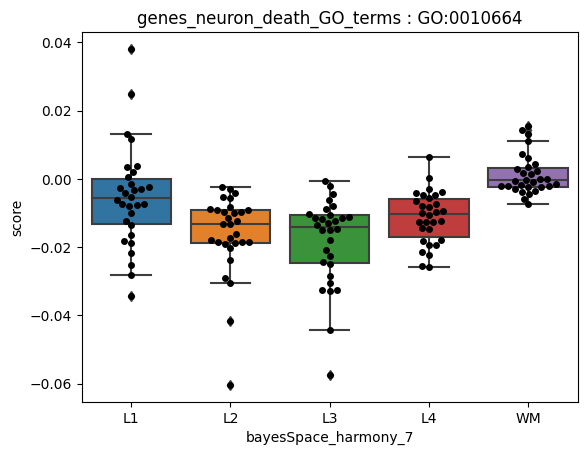 genes_neuron_death_GO_terms : GO:0010664
score
0.04
0.02
0.00
−0.02
−0.04
−0.06
L1 L2 L3 L4 WM
bayesSpace_harmony_7